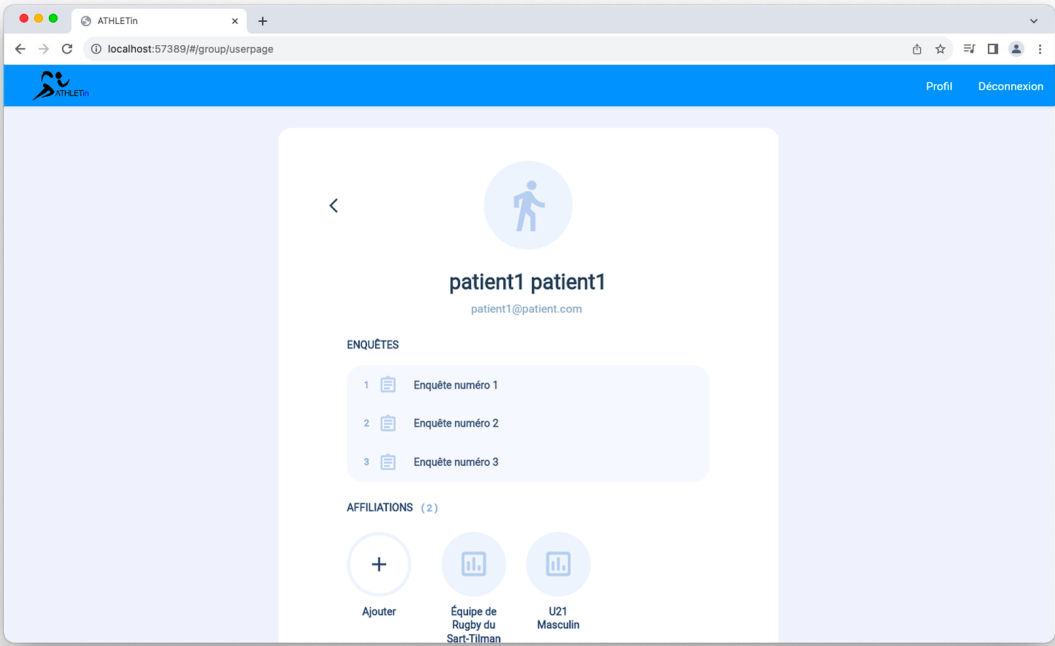 ATHLETin
localhost:57389/#/group/userpage
ATHLETin
Profil
Déconnexion
patient1 patient1
patient1@patient.com
ENQUÊTES
1 Enquête numéro 1
2 Enquête numéro 2
3 Enquête numéro 3
AFFILIATIONS (2)
Ajouter
Équipe de
Rugby du
Sart-Tilman
U21
Masculin